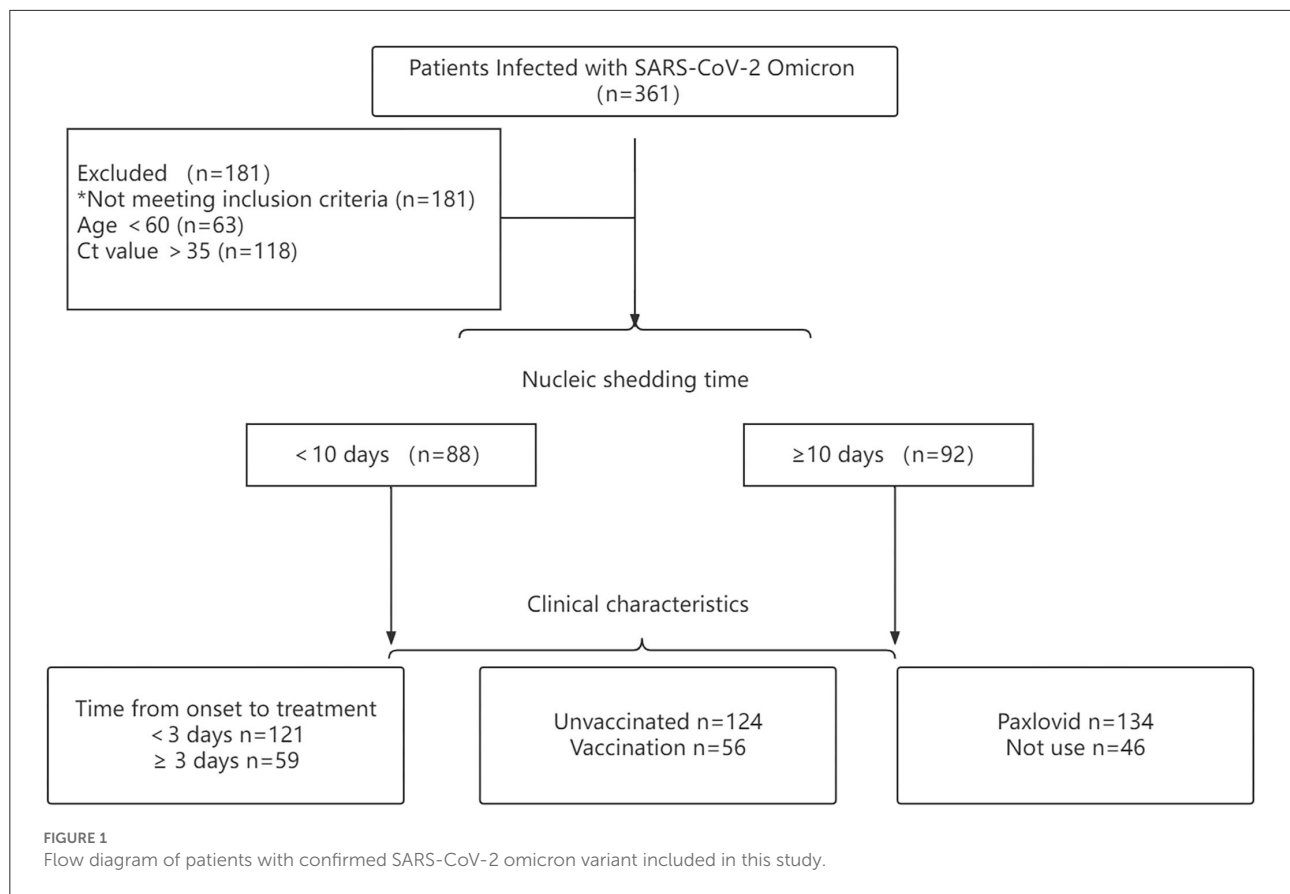 Patients Infected with SARS-CoV-2 Omicron
(n=361)
Excluded (n=181)
*Not meeting inclusion criteria (n=181)
Age < 60 (n=63)
Ct value > 35 (n=118)
Nucleic shedding time
< 10 days (n=88)
≥10 days (n=92)
Clinical characteristics
Time from onset to treatment
< 3 days n=121
≥ 3 days n=59
Unvaccinated n=124
Vaccination n=56
Paxlovid n=134
Not use n=46
FIGURE 1
Flow diagram of patients with confirmed SARS-CoV-2 omicron variant included in this study.